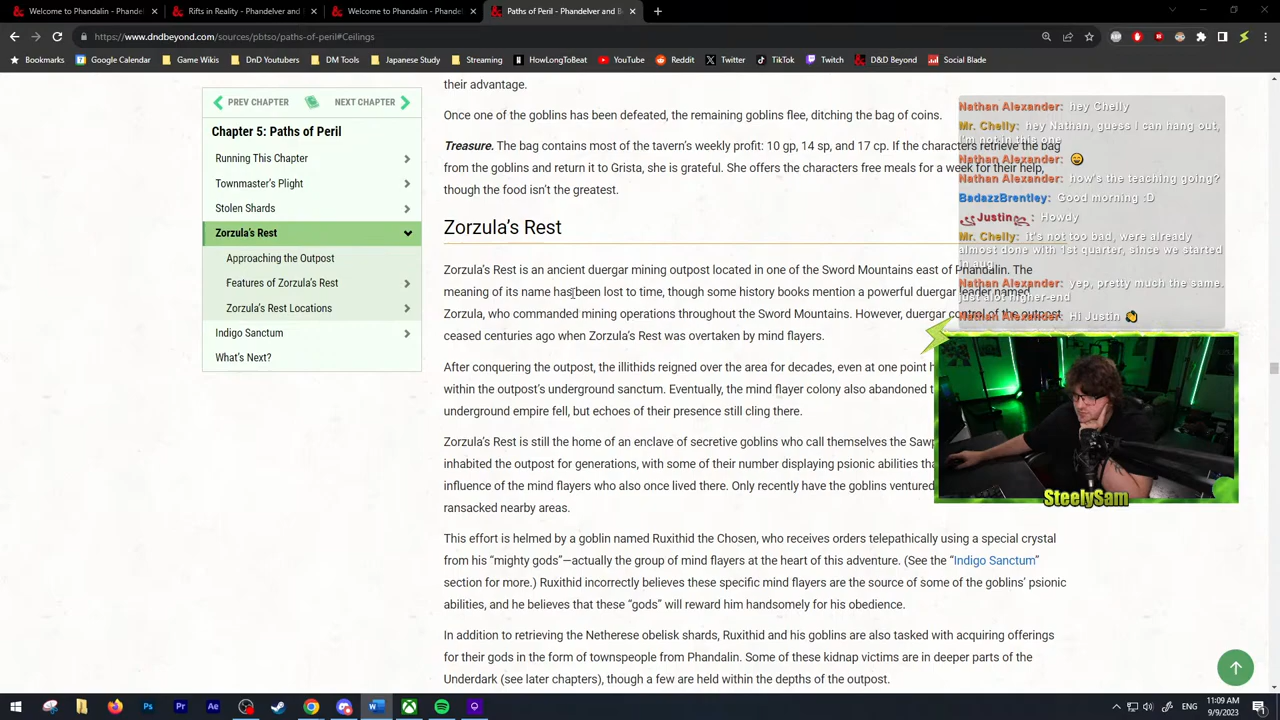 Welcome to Phandalin - Phandelver
Rifts in Reality - Phandelver and
Welcome to Phandalin - Phandelver
Paths of Peril - Phandelver and B
https://www.dndbeyond.com/sources/pbtso/paths-of-peril#Ceilings
Bookmarks
Google Calendar
Game Wikis
DnD Youtubers
DM Tools
Japanese Study
Streaming
HowLongToBeat
YouTube
Reddit
Twitter
TikTok
Twitch
D&D Beyond
Social Blade
PREV CHAPTER
NEXT CHAPTER
Chapter 5: Paths of Peril
Running This Chapter
Townmaster's Plight
Stolen Shards
Zorzula's Rest
Approaching the Outpost
Features of Zorzula's Rest
Zorzula's Rest Locations
Indigo Sanctum
What's Next?
their advantage.
Once one of the goblins has been defeated, the remaining goblins flee, ditching the bag of coins.
Treasure. The bag contains most of the tavern's weekly profit: 10 gp, 14 sp, and 17 cp. If the characters retrieve the bag
from the goblins and return it to Grista, she is grateful. She offers the characters free meals for a week for their help,
though the food isn't the greatest.
Zorzula's Rest
Zorzula's Rest is an ancient duergar mining outpost located in one of the Sword Mountains east of Phandalin. The
meaning of its name has been lost to time, though some history books mention a powerful duergar leader named
Zorzula, who commanded mining operations throughout the Sword Mountains. However, duergar control of the outpost
ceased centuries ago when Zorzula's Rest was overtaken by mind flayers.
After conquering the outpost, the illithids reigned over the area for decades, even at one point
within the outpost's underground sanctum. Eventually, the mind flayer colony also abandoned
underground empire fell, but echoes of their presence still cling there.
Zorzula's Rest is still the home of an enclave of secretive goblins who call themselves the
inhabited the outpost for generations, with some of their number displaying psionic abilities
influence of the mind flayers who also once lived there. Only recently have the goblins ventured
ransacked nearby areas.
This effort is helmed by a goblin named Ruxithid the Chosen, who receives orders telepathically using a special crystal
from his "mighty gods"—actually the group of mind flayers at the heart of this adventure. (See the "Indigo Sanctum"
section for more.) Ruxithid incorrectly believes these specific mind flayers are the source of some of the goblins' psionic
abilities, and he believes that these "gods" will reward him handsomely for his obedience.
In addition to retrieving the Netherese obelisk shards, Ruxithid and his goblins are also tasked with acquiring offerings
for their gods in the form of townspeople from Phandalin. Some of these kidnap victims are in deeper parts of the
Underdark (see later chapters), though a few are held within the depths of the outpost.
Nathan Alexander: hey Chelly
Mr. Chelly: hey Nathan, guess I can hang out,
I'm not in this one
Nathan Alexander: 😄
Nathan Alexander: how's the teaching going?
BadazzBrentley: Good morning :D
Justin: Howdy
Mr. Chelly: it's not too bad, were already
almost done with 1st quarter, since we started
in aug
Nathan Alexander: yep, pretty much the same.
just alot higher-end
Nathan Alexander: Hi Justin 👋
SteelySam
ENG
11:09 AM
9/9/2023